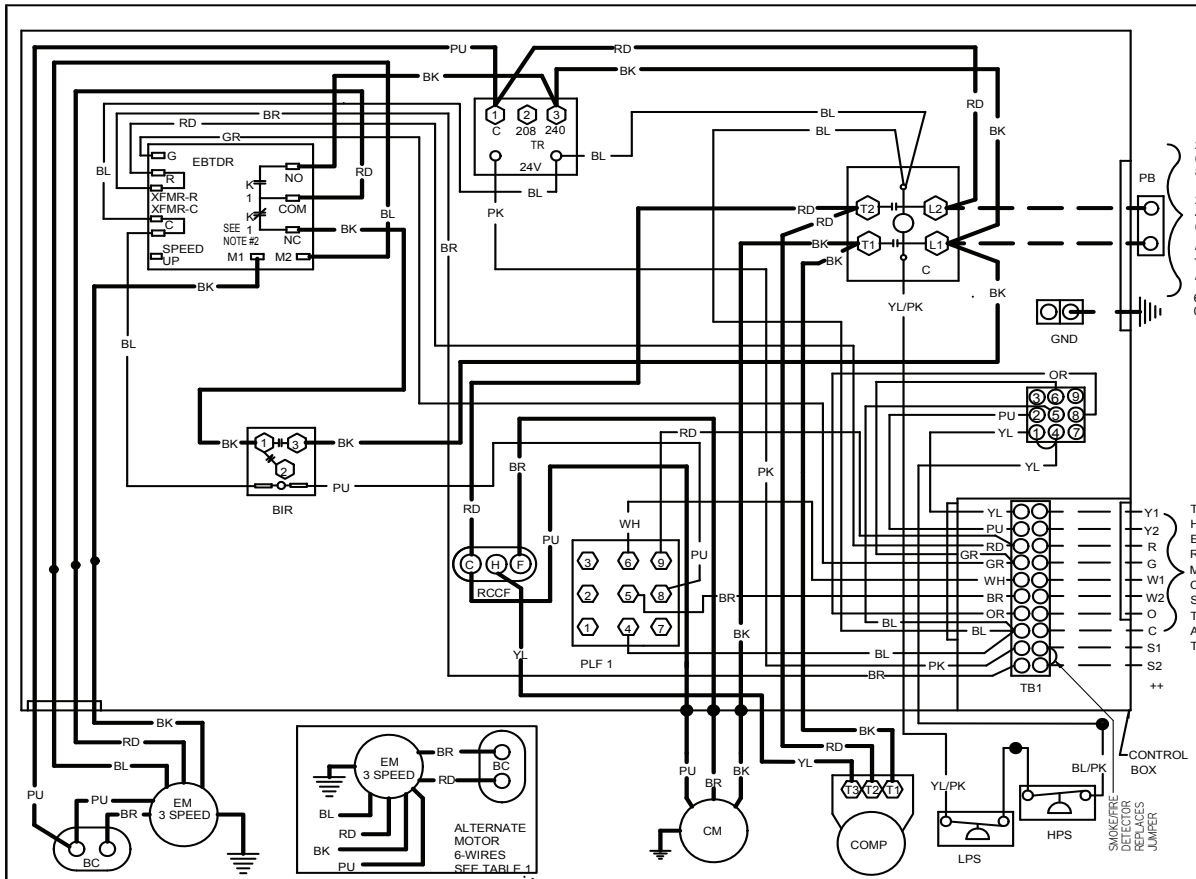 PU
RD
BK
BK
BR
RD
GR
EBTDR
G
R
XFMR-R
XFMR-C
C
SPEED
UP
K
1
K
SEE 1
NOTE #2
NO
COM
NC
M1
M2
BL
RD
BL
BK
BK
BL
BR
1
2
3
C
208
240
TR
24V
BL
BL
PK
BL
BL
RD
BK
RD
RD
BK
BK
T2
L2
T1
L1
C
BK
YL/PK
PB
GND
OR
3 6 9
PU
2 5 8
YL
1 4 7
YL
BK
1
3
2
BK
PU
BIR
RD
BR
PU
C H F
RCCF
YL
RD
WH
PU
3 6 9
2 5 8
1 4 7
PLF 1
BR
PK
BK
BL
PK
BR
YL
PU
RD
GR
GR
WH
BR
OR
BL
BL
TB1
Y1
Y2
R
G
W1
W2
O
C
S1
S2
++
T
H
E
R
M
O
S
T
A
T
CONTROL
BOX
BK
RD
BL
PU
PU
BR
EM
3 SPEED
BC
EM
3 SPEED
BR
RD
BC
BL
RD
BK
PU
ALTERNATE
MOTOR
6-WIRES
SEE TABLE 1
PU
BR
BK
CM
BK
RD
YL
T3 T2 T1
COMP
YL/PK
LPS
BL/PK
HPS
SMOKE/FIRE
DETECTOR
REPLACES
JUMPER